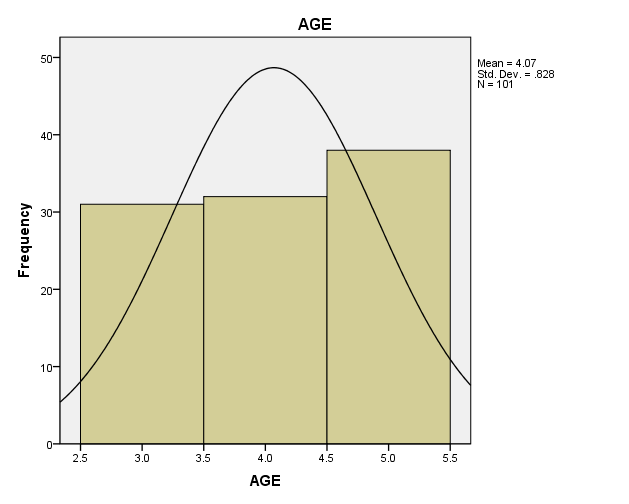 AGE
Mean = 4.07
Std. Dev. = .828
N = 101
50
40
30
20
10
0
Frequency
2.5 3.0 3.5 4.0 4.5 5.0 5.5
AGE